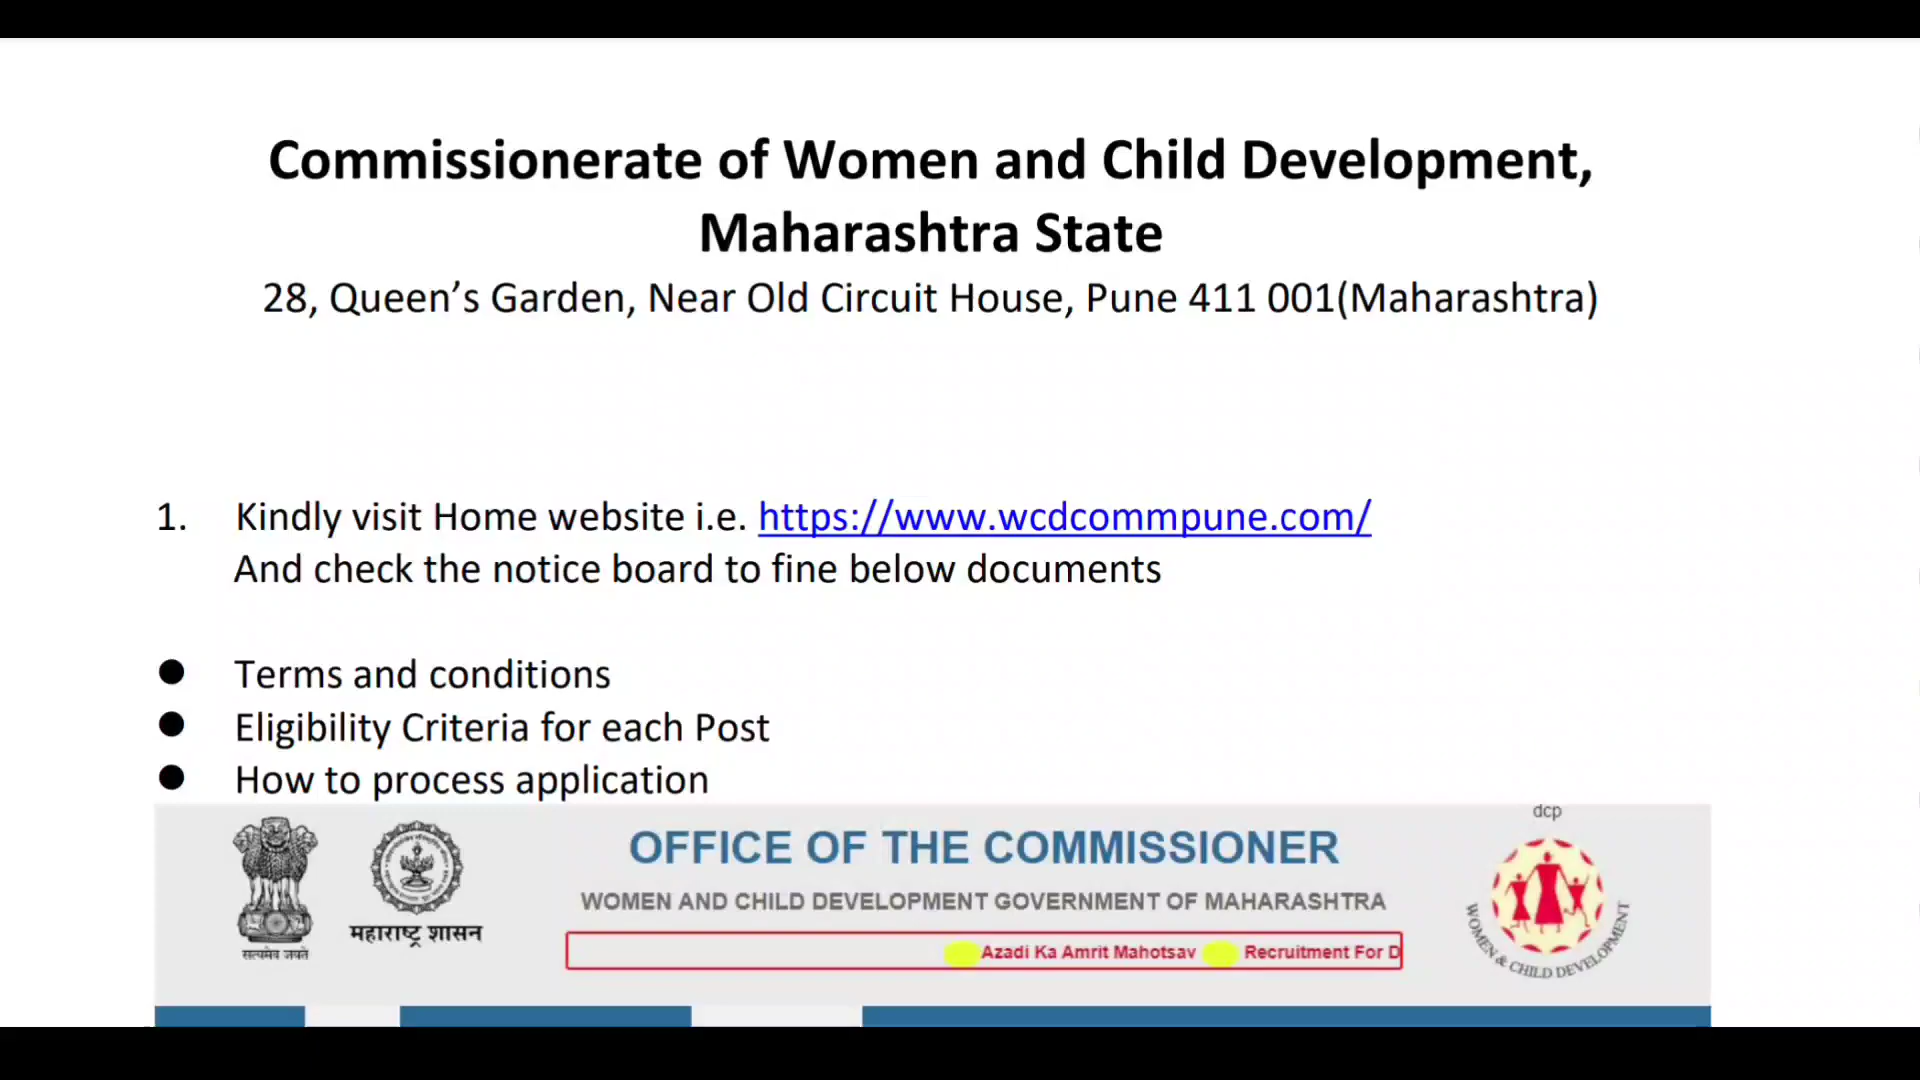 Commissionerate of Women and Child Development,
Maharashtra State
28, Queen’s Garden, Near Old Circuit House, Pune 411 001(Maharashtra)
1. Kindly visit Home website i.e. https://www.wcdcommpune.com/
And check the notice board to fine below documents
● Terms and conditions
● Eligibility Criteria for each Post
● How to process application
dcp
OFFICE OF THE COMMISSIONER
WOMEN AND CHILD DEVELOPMENT GOVERNMENT OF MAHARASHTRA
सत्यमेव जयते
महाराष्ट्र शासन
Azadi Ka Amrit Mahotsav Recruitment For D
WOMEN & CHILD DEVELOPMENT